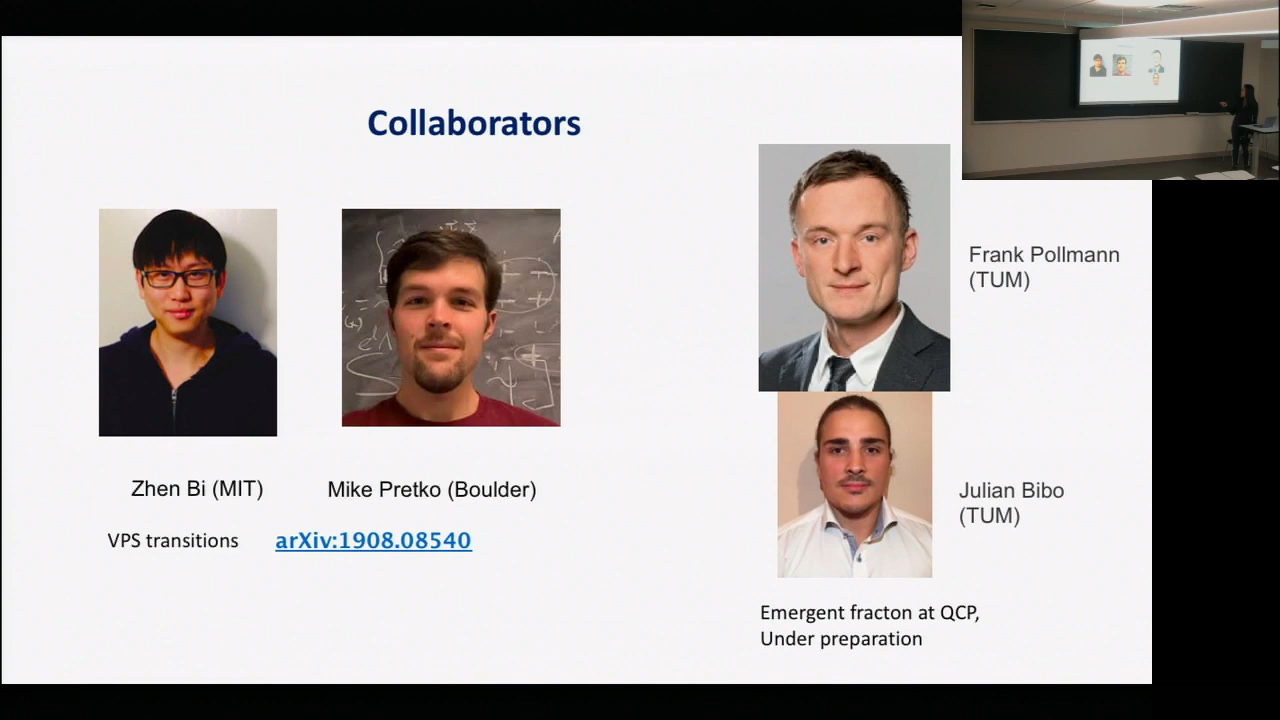 Collaborators
Frank Pollmann
(TUM)
Zhen Bi (MIT)
Mike Pretko (Boulder)
Julian Bibo
(TUM)
VPS transitions
arXiv:1908.08540
Emergent fracton at QCP,
Under preparation